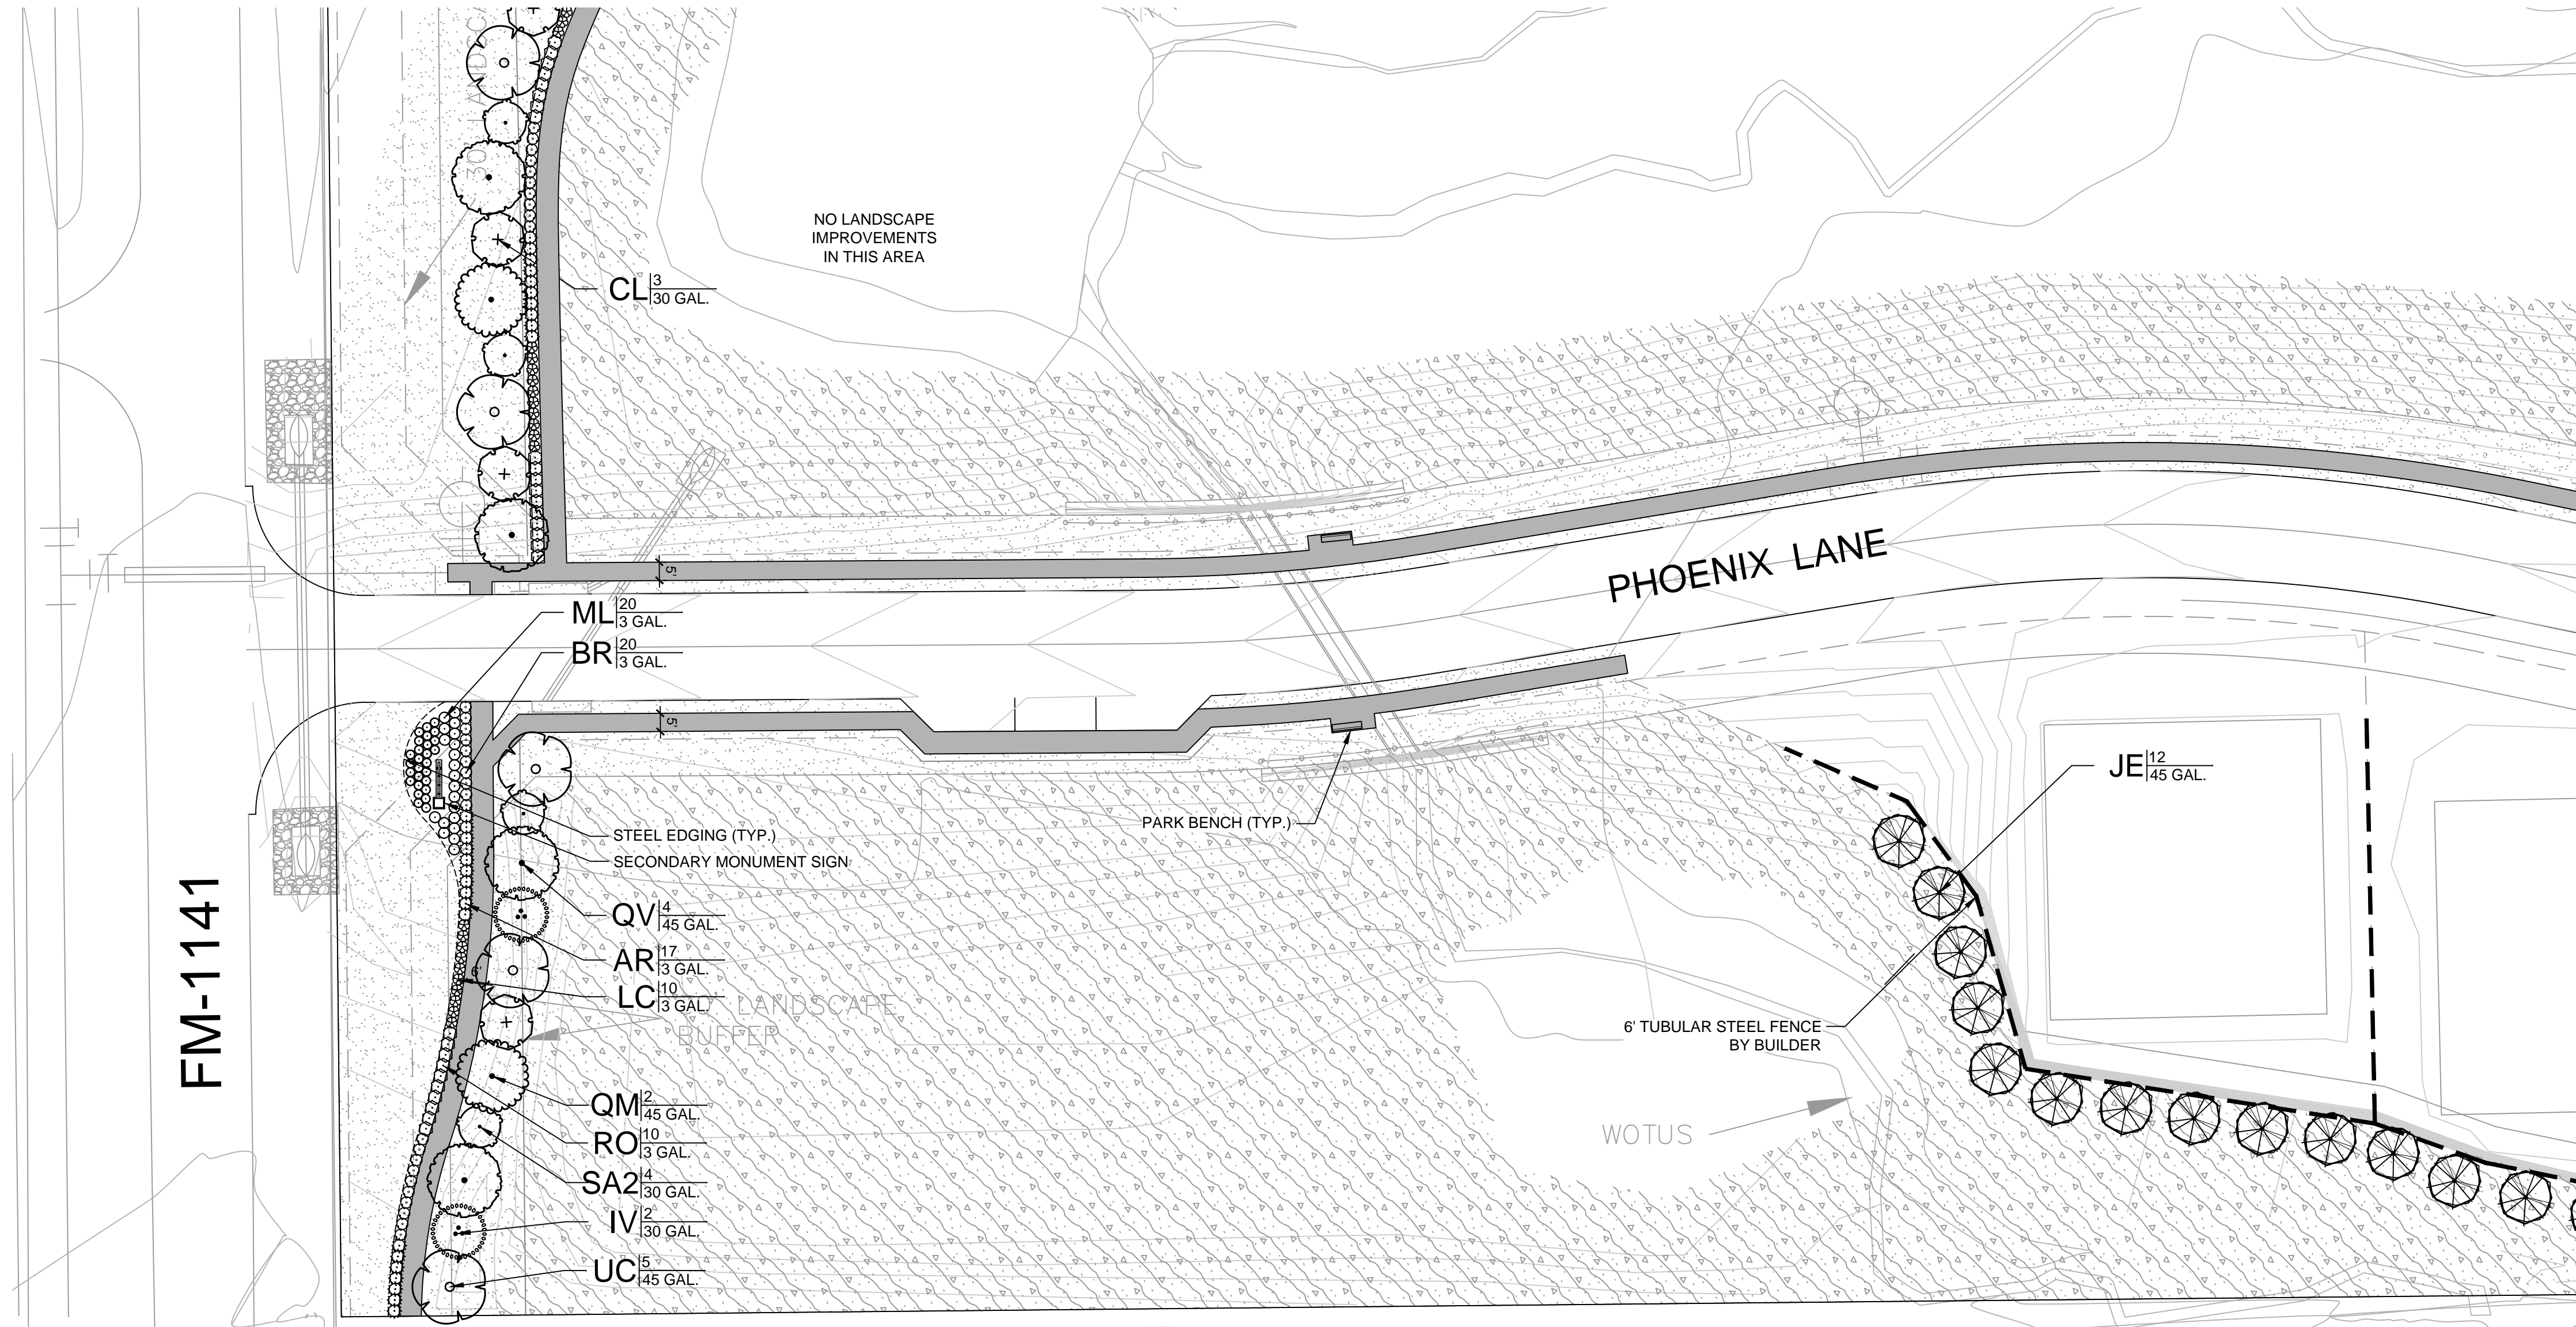 NO LANDSCAPE
IMPROVEMENTS
IN THIS AREA
CL 3
30 GAL.
5'
PHOENIX LANE
ML 20
3 GAL.
BR 20
3 GAL.
5'
JE 12
45 GAL.
PARK BENCH (TYP.)
STEEL EDGING (TYP.)
SECONDARY MONUMENT SIGN
FM-1141
QV 4
45 GAL.
AR 17
3 GAL.
LC 10
3 GAL.
LANDSCAPE
BUFFER
6' TUBULAR STEEL FENCE
BY BUILDER
QM 2
45 GAL.
RO 10
3 GAL.
WOTUS
SA2 4
30 GAL.
IV 2
30 GAL.
UC 5
45 GAL.